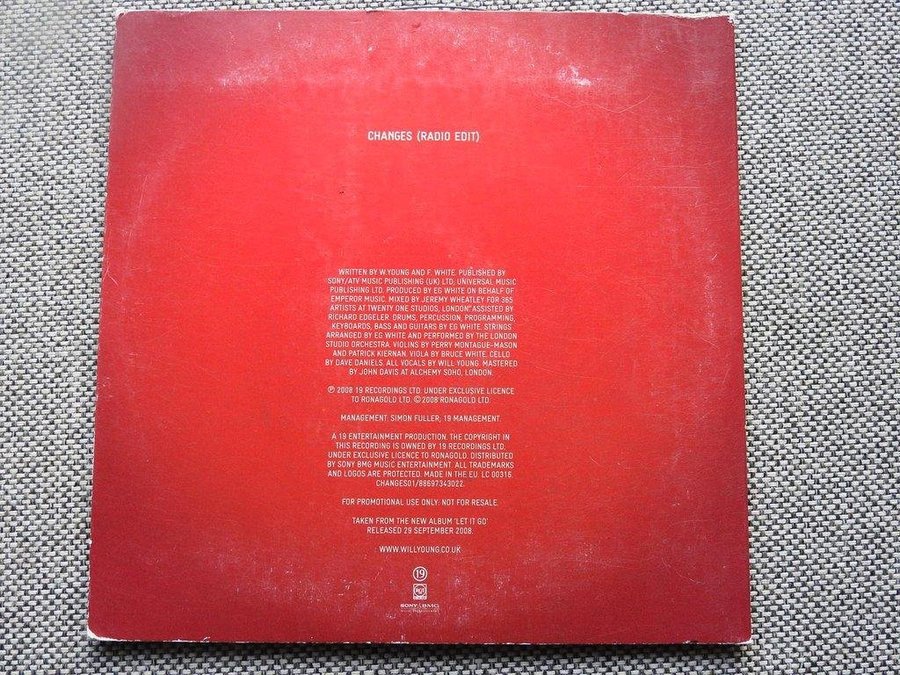 CHANGES (RADIO EDIT)
WRITTEN BY W.YOUNG AND F. WHITE. PUBLISHED BY
SONY/ATV MUSIC PUBLISHING (UK) LTD; UNIVERSAL MUSIC
PUBLISHING LTD. PRODUCED BY EG WHITE ON BEHALF OF
EMPEROR MUSIC. MIXED BY JEREMY WHEATLEY FOR 365
ARTISTS AT TWENTY ONE STUDIOS, LONDON ASSISTED BY
RICHARD EDGELER. DRUMS, PERCUSSION, PROGRAMMING,
KEYBOARDS, BASS AND GUITARS BY EG WHITE. STRINGS
ARRANGED BY EG WHITE AND PERFORMED BY THE LONDON
STUDIO ORCHESTRA. VIOLINS BY PERRY MONTAGUE-MASON
AND PATRICK KIERNAN. VIOLA BY BRUCE WHITE. CELLO
BY DAVE DANIELS. ALL VOCALS BY WILL YOUNG. MASTERED
BY JOHN DAVIS AT ALCHEMY SOHO, LONDON.
℗ 2008 19 RECORDINGS LTD. UNDER EXCLUSIVE LICENCE
TO RONAGOLD LTD. © 2008 RONAGOLD LTD.
MANAGEMENT: SIMON FULLER; 19 MANAGEMENT.
A 19 ENTERTAINMENT PRODUCTION. THE COPYRIGHT IN
THIS RECORDING IS OWNED BY 19 RECORDINGS LTD.
UNDER EXCLUSIVE LICENCE TO RONAGOLD. DISTRIBUTED
BY SONY BMG MUSIC ENTERTAINMENT. ALL TRADEMARKS
AND LOGOS ARE PROTECTED. MADE IN THE EU. LC 00316.
CHANGES01/88697343022.
FOR PROMOTIONAL USE ONLY: NOT FOR RESALE.
TAKEN FROM THE NEW ALBUM 'LET IT GO'
RELEASED 29 SEPTEMBER 2008.
WWW.WILLYOUNG.CO.UK
19
RCA
SONY BMG